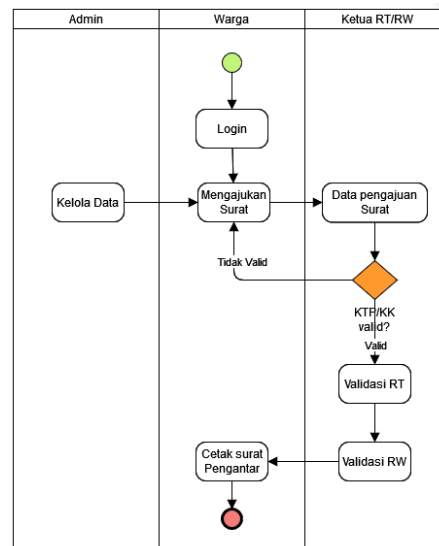 Admin
Warga
Ketua RT/RW
Login
Kelola Data
Mengajukan
Surat
Data pengajuan
Surat
Tidak Valid
KTP/KK
valid?
Valid
Validasi RT
Cetak surat
Pengantar
Validasi RW